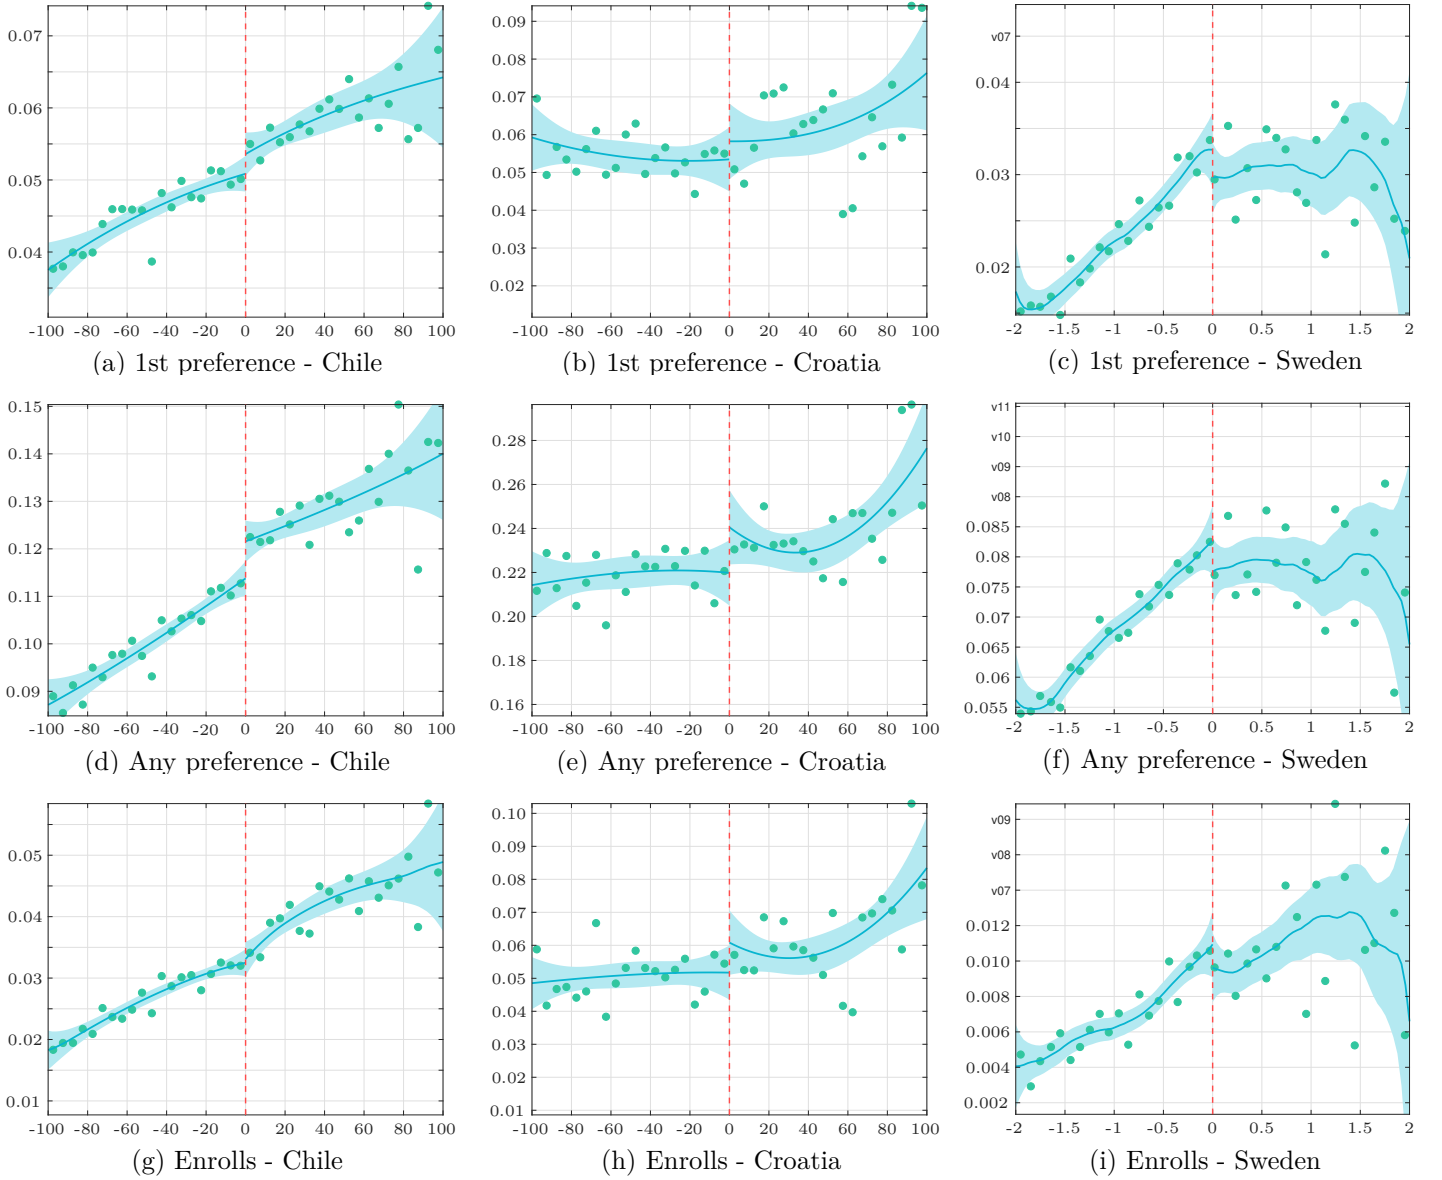 0.07
0.06
0.05
0.04
-100 -80 -60 -40 -20 0 20 40 60 80 100
(a) 1st preference - Chile
0.09
0.08
0.07
0.06
0.05
0.04
0.03
0.02
-100 -80 -60 -40 -20 0 20 40 60 80 100
(b) 1st preference - Croatia
v07
0.04
0.03
0.02
-2 -1.5 -1 -0.5 0 0.5 1 1.5 2
(c) 1st preference - Sweden
0.15
0.14
0.13
0.12
0.11
0.10
0.09
-100 -80 -60 -40 -20 0 20 40 60 80 100
(d) Any preference - Chile
0.28
0.26
0.24
0.22
0.20
0.18
0.16
-100 -80 -60 -40 -20 0 20 40 60 80 100
(e) Any preference - Croatia
v11
v10
v09
v08
0.085
0.08
0.075
0.07
0.065
0.06
0.055
-2 -1.5 -1 -0.5 0 0.5 1 1.5 2
(f) Any preference - Sweden
0.05
0.04
0.03
0.02
0.01
-100 -80 -60 -40 -20 0 20 40 60 80 100
(g) Enrolls - Chile
0.10
0.09
0.08
0.07
0.06
0.05
0.04
0.03
0.02
0.01
-100 -80 -60 -40 -20 0 20 40 60 80 100
(h) Enrolls - Croatia
v09
v08
v07
0.012
0.010
0.008
0.006
0.004
0.002
-2 -1.5 -1 -0.5 0 0.5 1 1.5 2
(i) Enrolls - Sweden